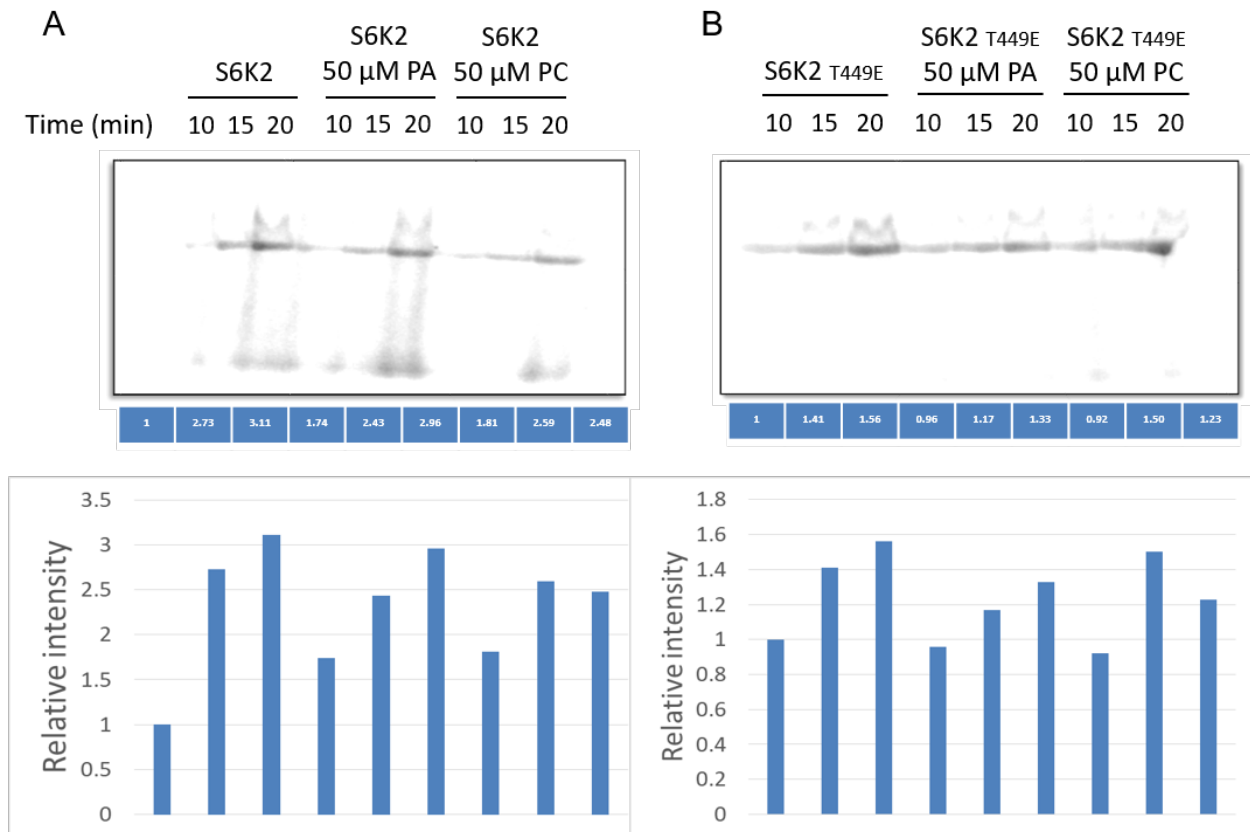 A
S6K2
S6K2
50 µM PA
S6K2
50 µM PC
Time (min) 10 15 20 10 15 20 10 15 20
1 2.73 3.11 1.74 2.43 2.96 1.81 2.59 2.48
B
S6K2 T449E
S6K2 T449E
50 µM PA
S6K2 T449E
50 µM PC
10 15 20 10 15 20 10 15 20
1 1.41 1.56 0.96 1.17 1.33 0.92 1.50 1.23
Relative intensity
3.5
3
2.5
2
1.5
1
0.5
0
Relative intensity
1.8
1.6
1.4
1.2
1
0.8
0.6
0.4
0.2
0